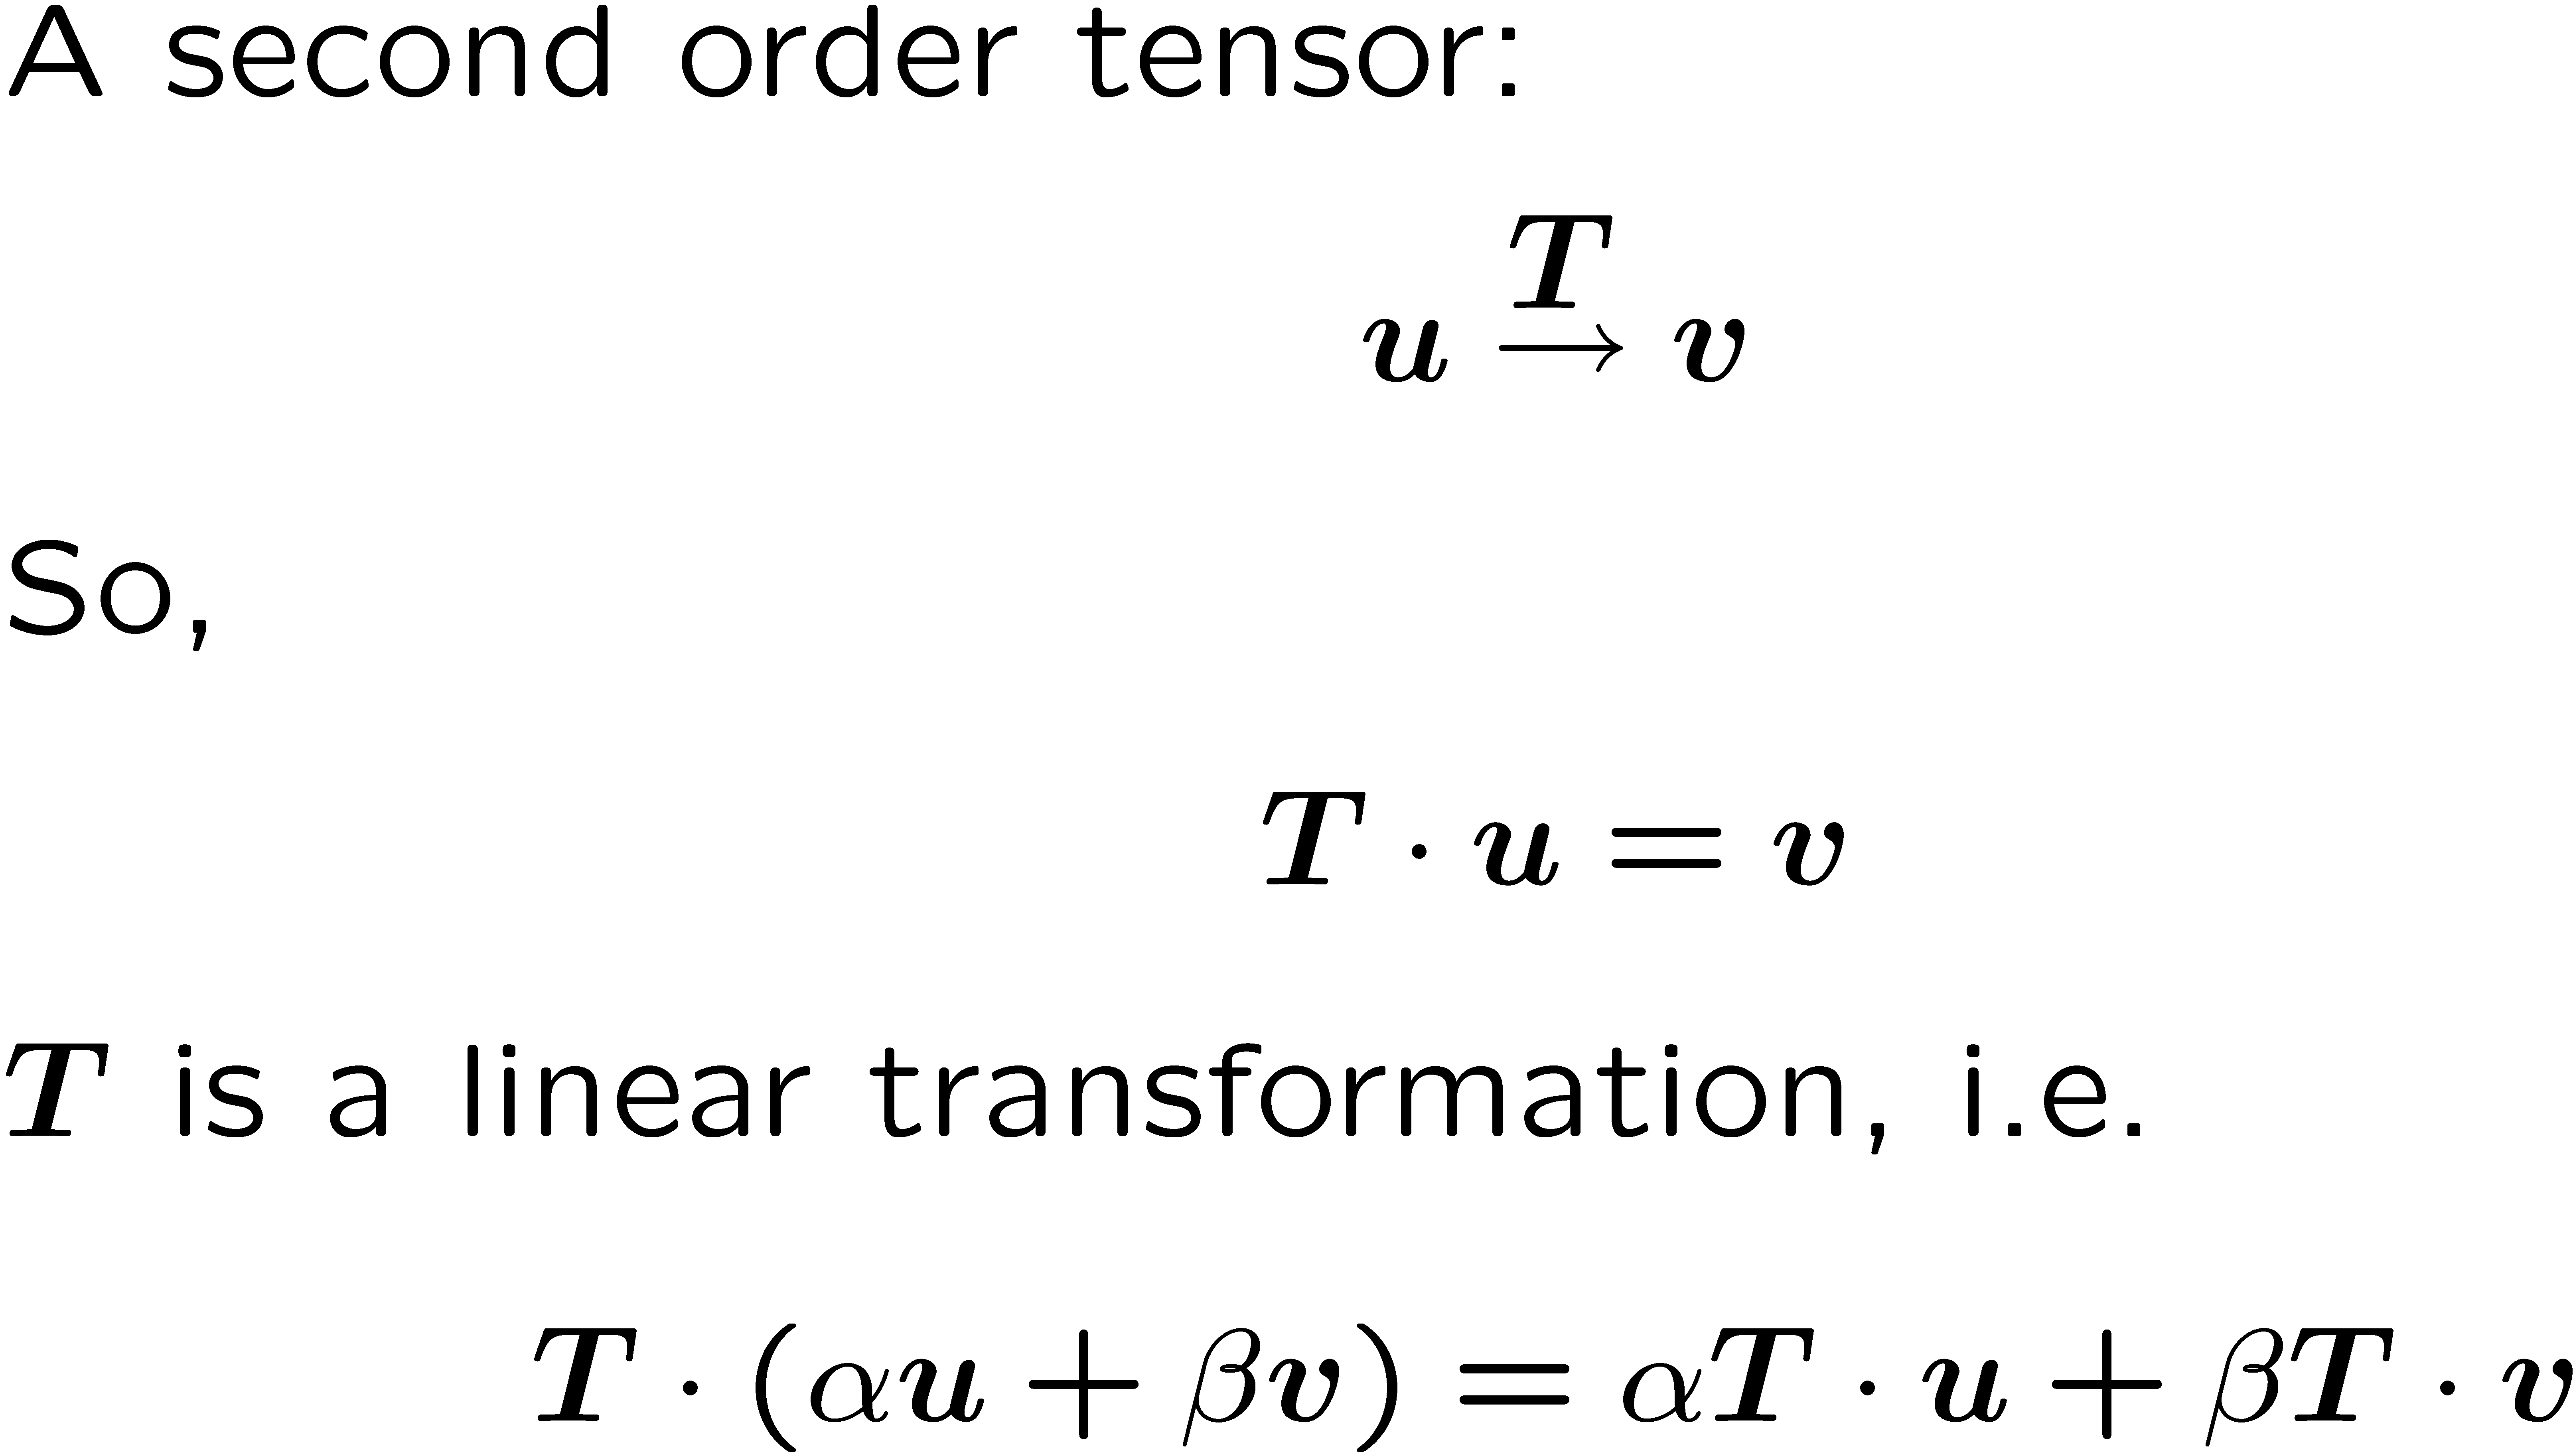 A second order tensor:
u T→ v
So,
T · u = v
T is a linear transformation, i.e.
T · (αu + βv) = αT · u + βT · v